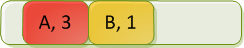 A, 3 B, 1